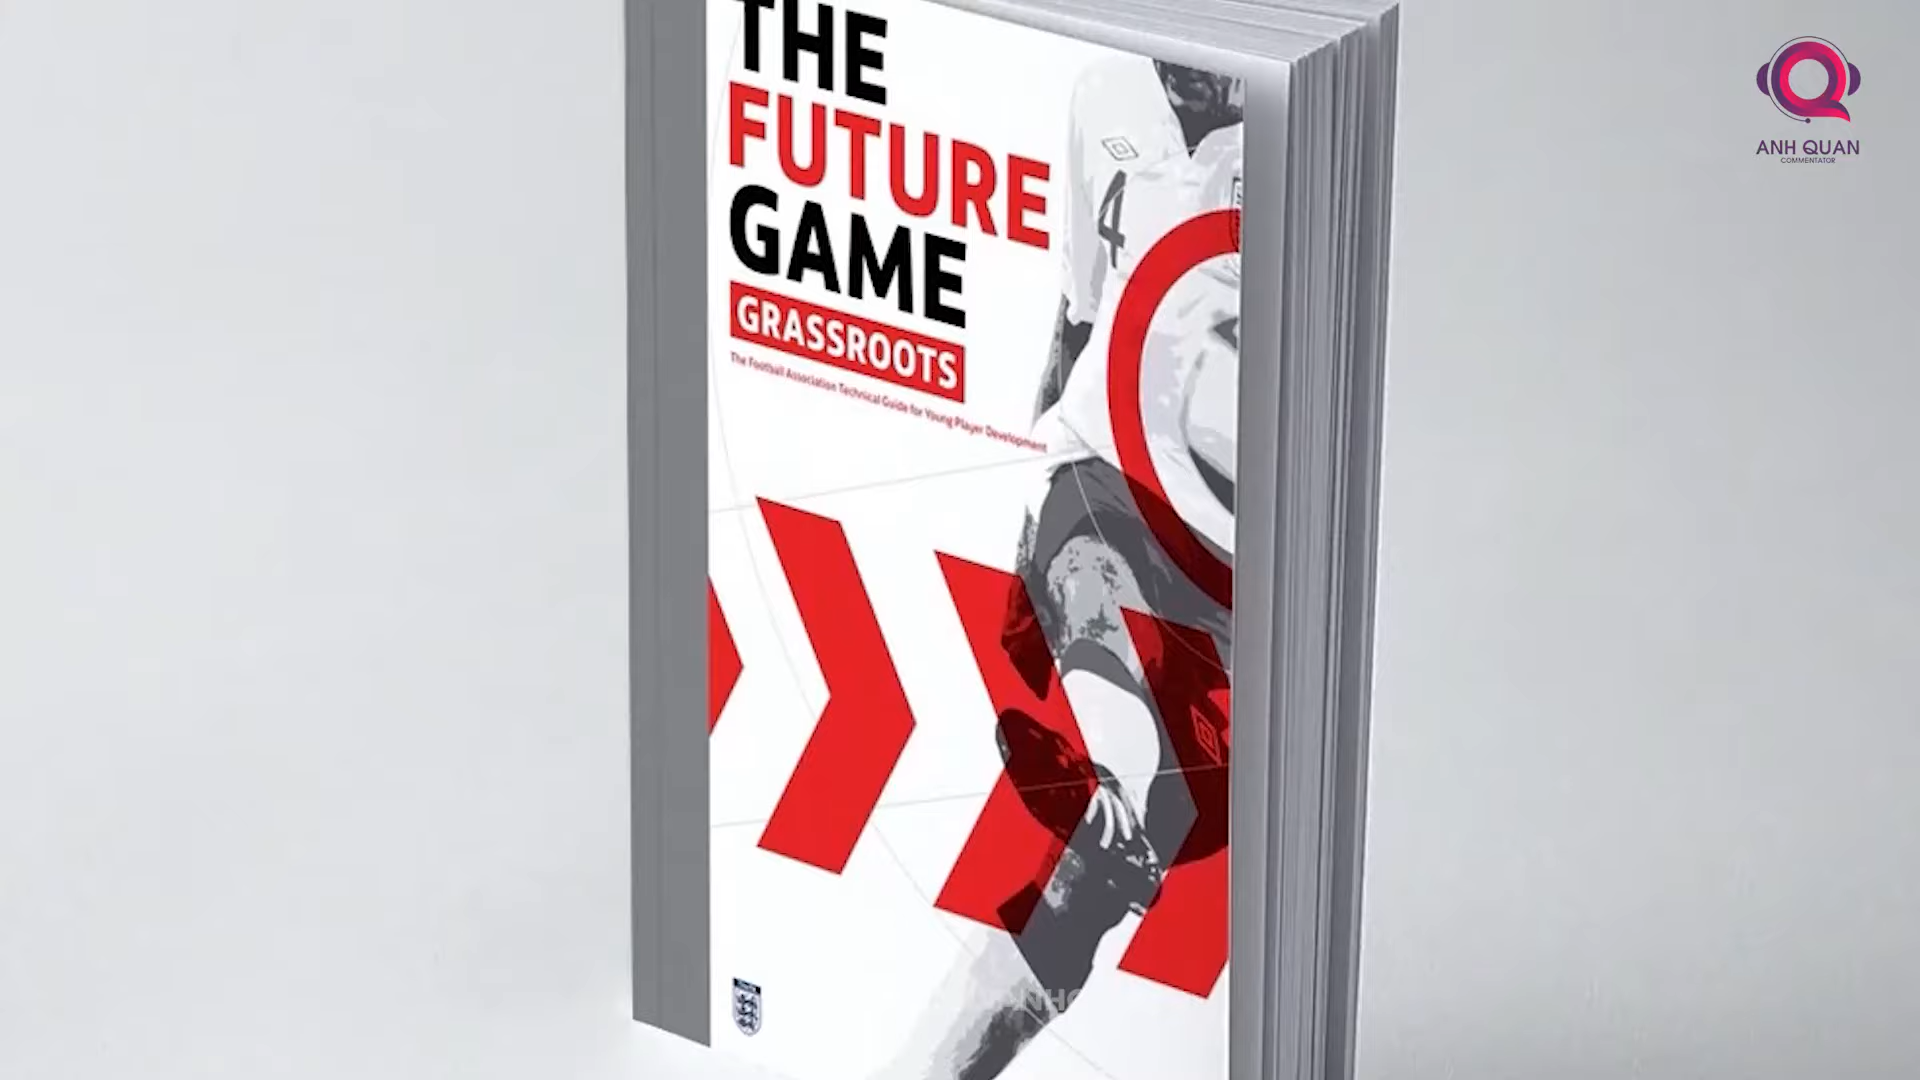 THE
FUTURE
GAME
GRASSROOTS
The Football Association Technical Guide for Young Player Development
4
ANH QUAN
COMMENTATOR